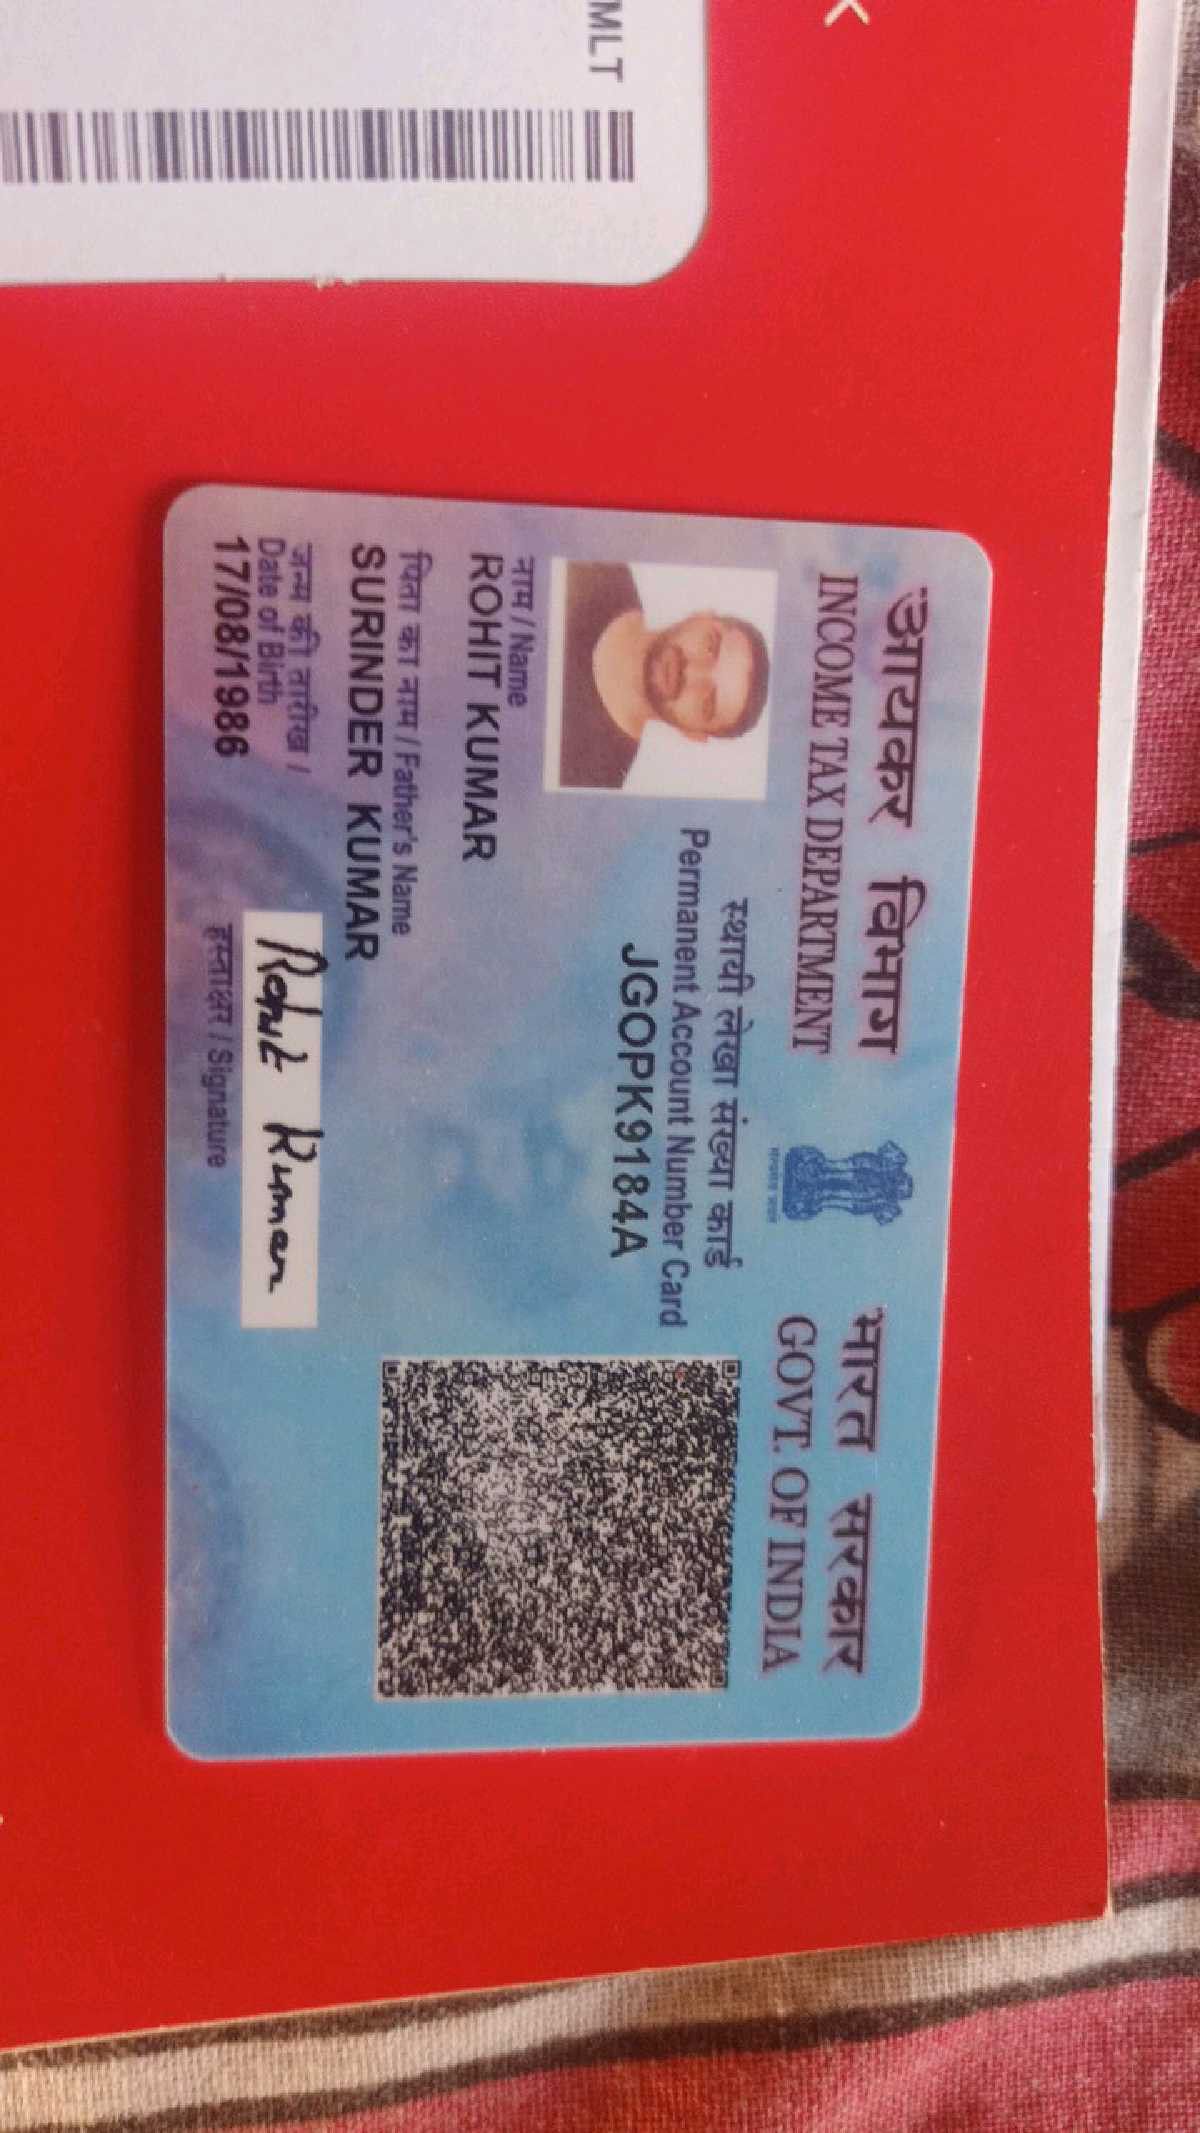 MLT
आयकर विभाग
INCOME TAX DEPARTMENT
भारत सरकार
GOVT. OF INDIA
स्थायी लेखा संख्या कार्ड
Permanent Account Number Card
JGOPK9184A
नाम / Name
ROHIT KUMAR
पिता का नाम / Father's Name
SURINDER KUMAR
जन्म की तारीख /
Date of Birth
17/08/1986
Rohit Kumar
हस्ताक्षर / Signature